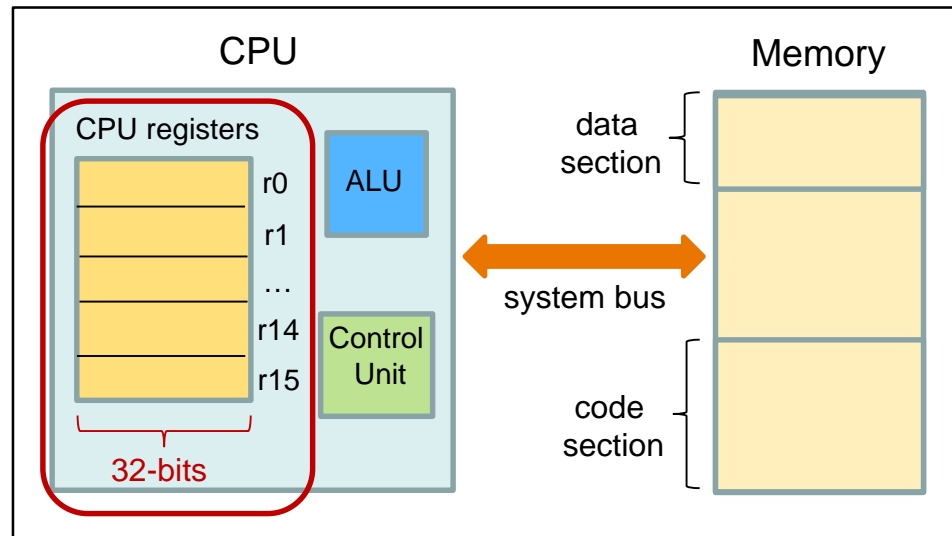 CPU
Memory
CPU registers
r0
r1
…
r14
r15
32-bits
ALU
Control
Unit
system bus
data
section
code
section